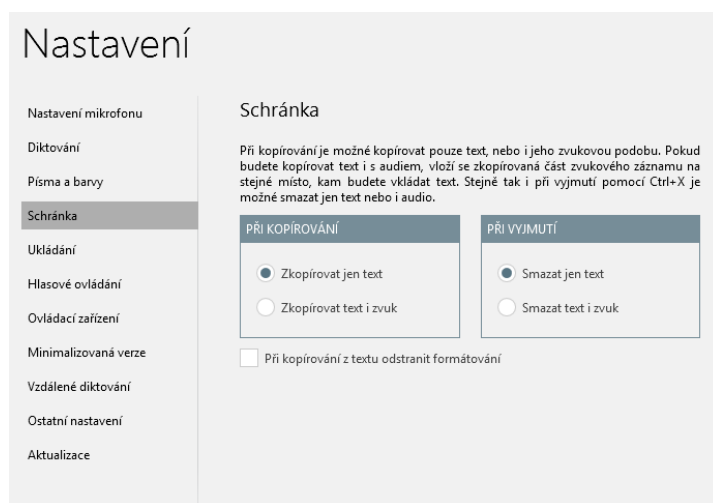 Nastavení
Nastavení mikrofonu
Diktování
Písma a barvy
Schránka
Ukládání
Hlasové ovládání
Ovládací zařízení
Minimalizovaná verze
Vzdálené diktování
Ostatní nastavení
Aktualizace
Schránka
Při kopírování je možné kopírovat pouze text, nebo i jeho zvukovou podobu. Pokud
budete kopírovat text i s audiem, vloží se zkopírovaná část zvukového záznamu na
stejné místo, kam budete vkládat text. Stejně tak i při vyjmutí pomocí Ctrl+X je
možné smazat jen text nebo i audio.
PŘI KOPÍROVÁNÍ
Zkopírovat jen text
Zkopírovat text i zvuk
PŘI VYJMUTÍ
Smazat jen text
Smazat text i zvuk
Při kopírování z textu odstranit formátování